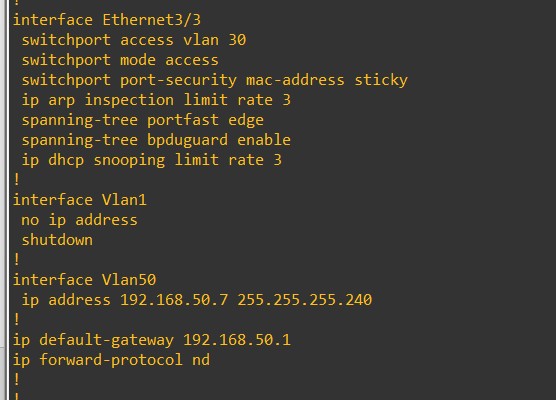 !
interface Ethernet3/3
 switchport access vlan 30
 switchport mode access
 switchport port-security mac-address sticky
 ip arp inspection limit rate 3
 spanning-tree portfast edge
 spanning-tree bpduguard enable
 ip dhcp snooping limit rate 3
!
interface Vlan1
 no ip address
 shutdown
!
interface Vlan50
 ip address 192.168.50.7 255.255.255.240
!
ip default-gateway 192.168.50.1
ip forward-protocol nd
!
!